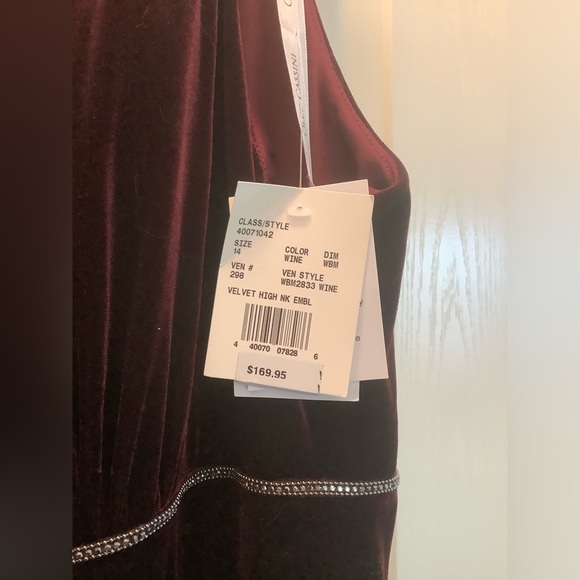 CASSINI
CLASS/STYLE
40071042
SIZE COLOR DIM
14 WINE WBM
VEN # VEN STYLE
298 WBM2833 WINE
VELVET HIGH NK EMBL
4 40070 07828 6
$169.95
e